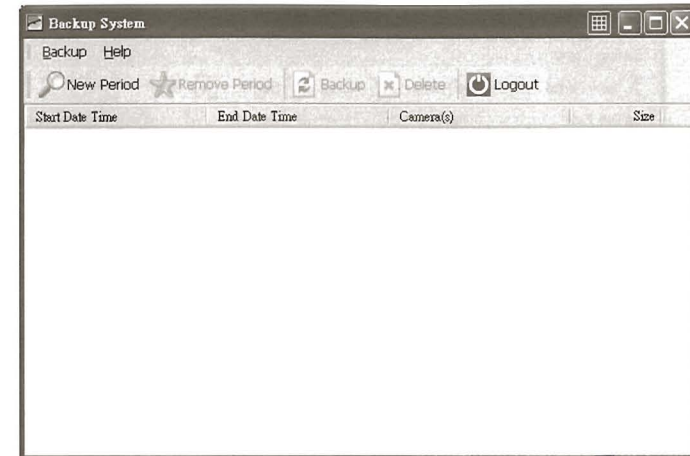 Backup System
Backup Help
New Period Remove Period Backup Delete Logout
Start Date Time End Date Time Camera(s) Size